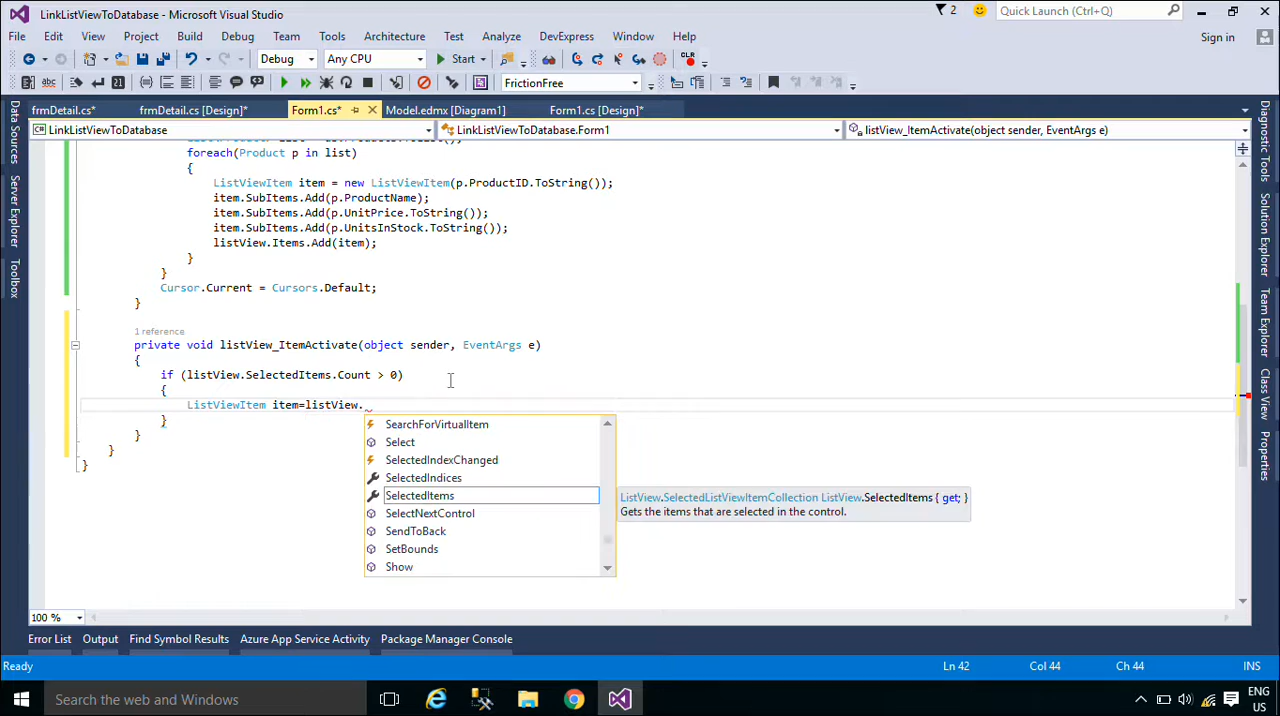 LinkListViewToDatabase - Microsoft Visual Studio
2
Quick Launch (Ctrl+Q)
File Edit View Project Build Debug Team Tools Architecture Test Analyze DevExpress Window Help
Sign in
Debug Any CPU Start
FrictionFree
frmDetail.cs* frmDetail.cs [Design]* Form1.cs* Model.edmx [Diagram1] Form1.cs [Design]*
LinkListViewToDatabase LinkListViewToDatabase.Form1 listView_ItemActivate(object sender, EventArgs e)
foreach(Product p in list)
{
ListViewItem item = new ListViewItem(p.ProductID.ToString());
item.SubItems.Add(p.ProductName);
item.SubItems.Add(p.UnitPrice.ToString());
item.SubItems.Add(p.UnitsInStock.ToString());
listView.Items.Add(item);
}
}
Cursor.Current = Cursors.Default;
}
1 reference
private void listView_ItemActivate(object sender, EventArgs e)
{
if (listView.SelectedItems.Count > 0)
{
ListViewItem item=listView.
}
}
}
}
SearchForVirtualItem
Select
SelectedIndexChanged
SelectedIndices
SelectedItems
SelectNextControl
SendToBack
SetBounds
Show
ListView.SelectedListViewItemCollection ListView.SelectedItems { get; }
Gets the items that are selected in the control.
Data Sources
Server Explorer
Toolbox
Diagnostic Tools
Solution Explorer
Team Explorer
Class View
Properties
100 %
Error List Output Find Symbol Results Azure App Service Activity Package Manager Console
Ready Ln 42 Col 44 Ch 44 INS
Search the web and Windows
ENG
US